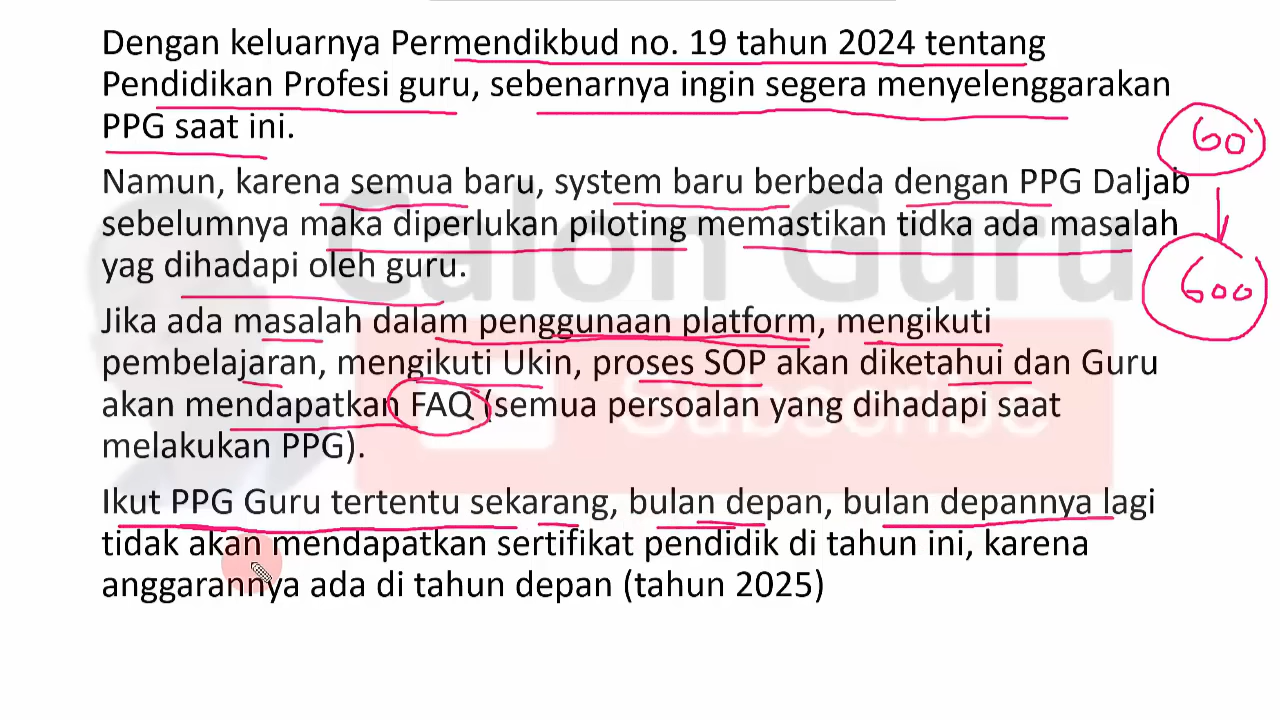 Dengan keluarnya Permendikbud no. 19 tahun 2024 tentang
Pendidikan Profesi guru, sebenarnya ingin segera menyelenggarakan
PPG saat ini.
60
Namun, karena semua baru, system baru berbeda dengan PPG Daljab
sebelumnya maka diperlukan piloting memastikan tidka ada masalah
yag dihadapi oleh guru.
600
Calon Guru
Jika ada masalah dalam penggunaan platform, mengikuti
pembelajaran, mengikuti Ukin, proses SOP akan diketahui dan Guru
akan mendapatkan FAQ (semua persoalan yang dihadapi saat
melakukan PPG).
Subscribe
Ikut PPG Guru tertentu sekarang, bulan depan, bulan depannya lagi
tidak akan mendapatkan sertifikat pendidik di tahun ini, karena
anggarannya ada di tahun depan (tahun 2025)